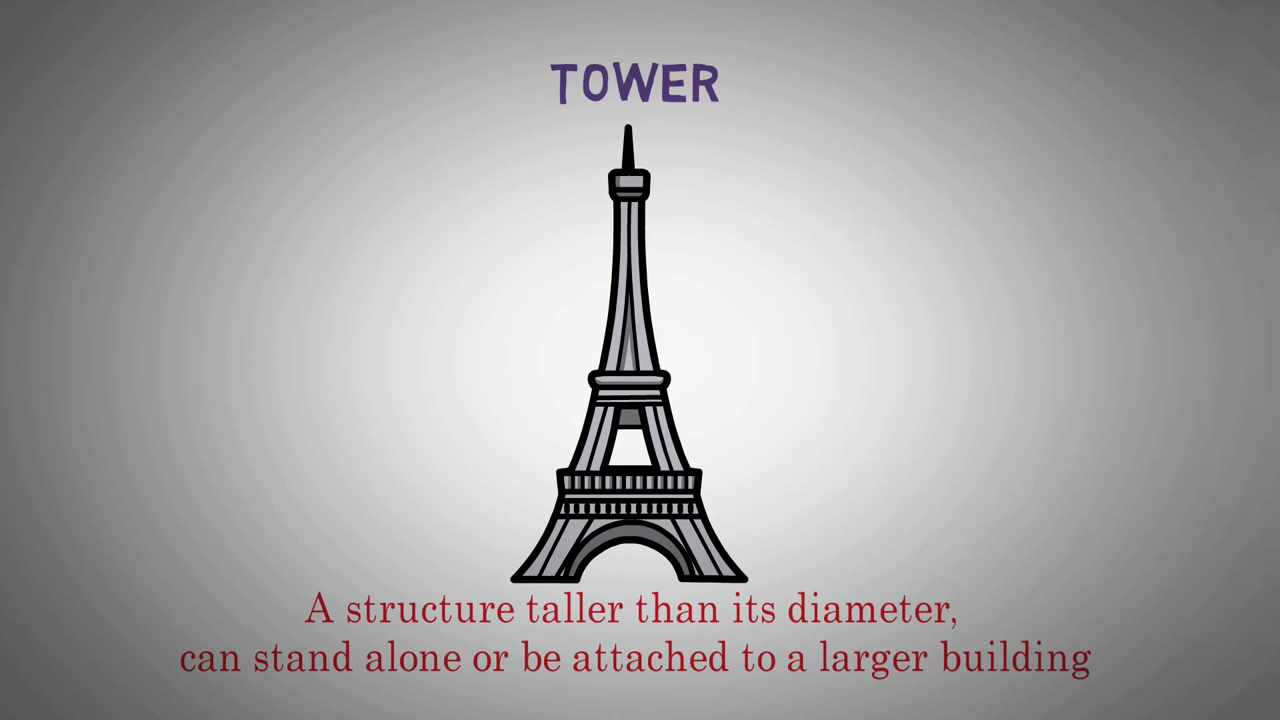 TOWER
A structure taller than its diameter,
can stand alone or be attached to a larger building